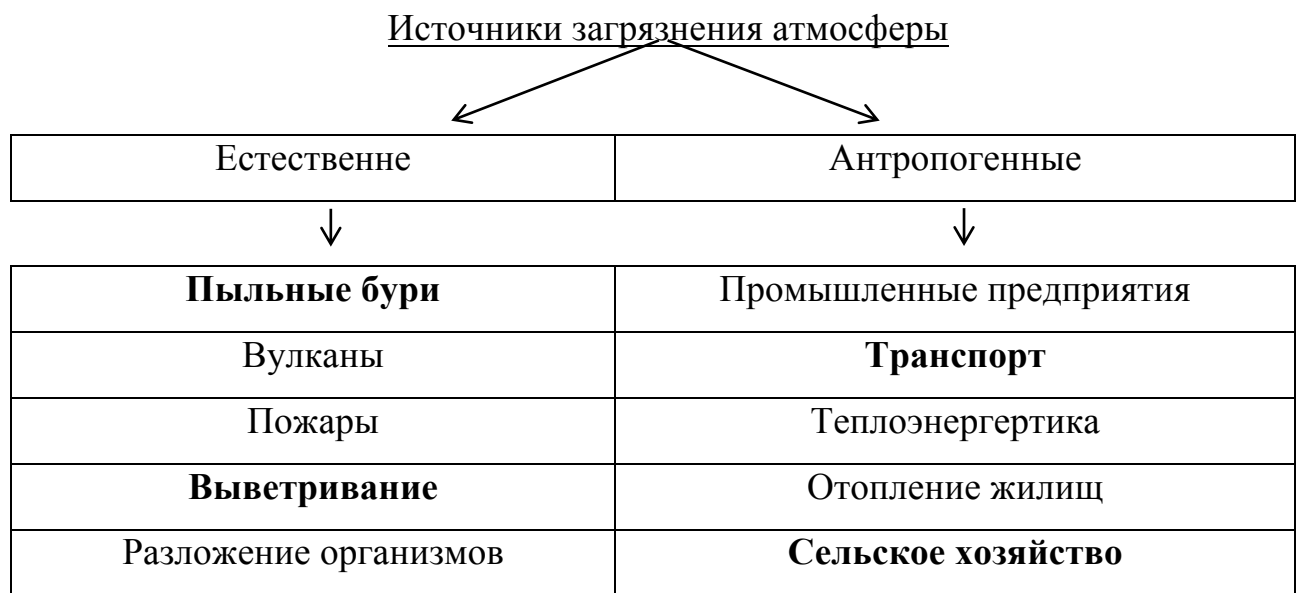 Источники загрязнения атмосферы
Естественне Антропогенные
Пыльные бури Промышленные предприятия
Вулканы Транспорт
Пожары Теплоэнергертика
Выветривание Отопление жилищ
Разложение организмов Сельское хозяйство